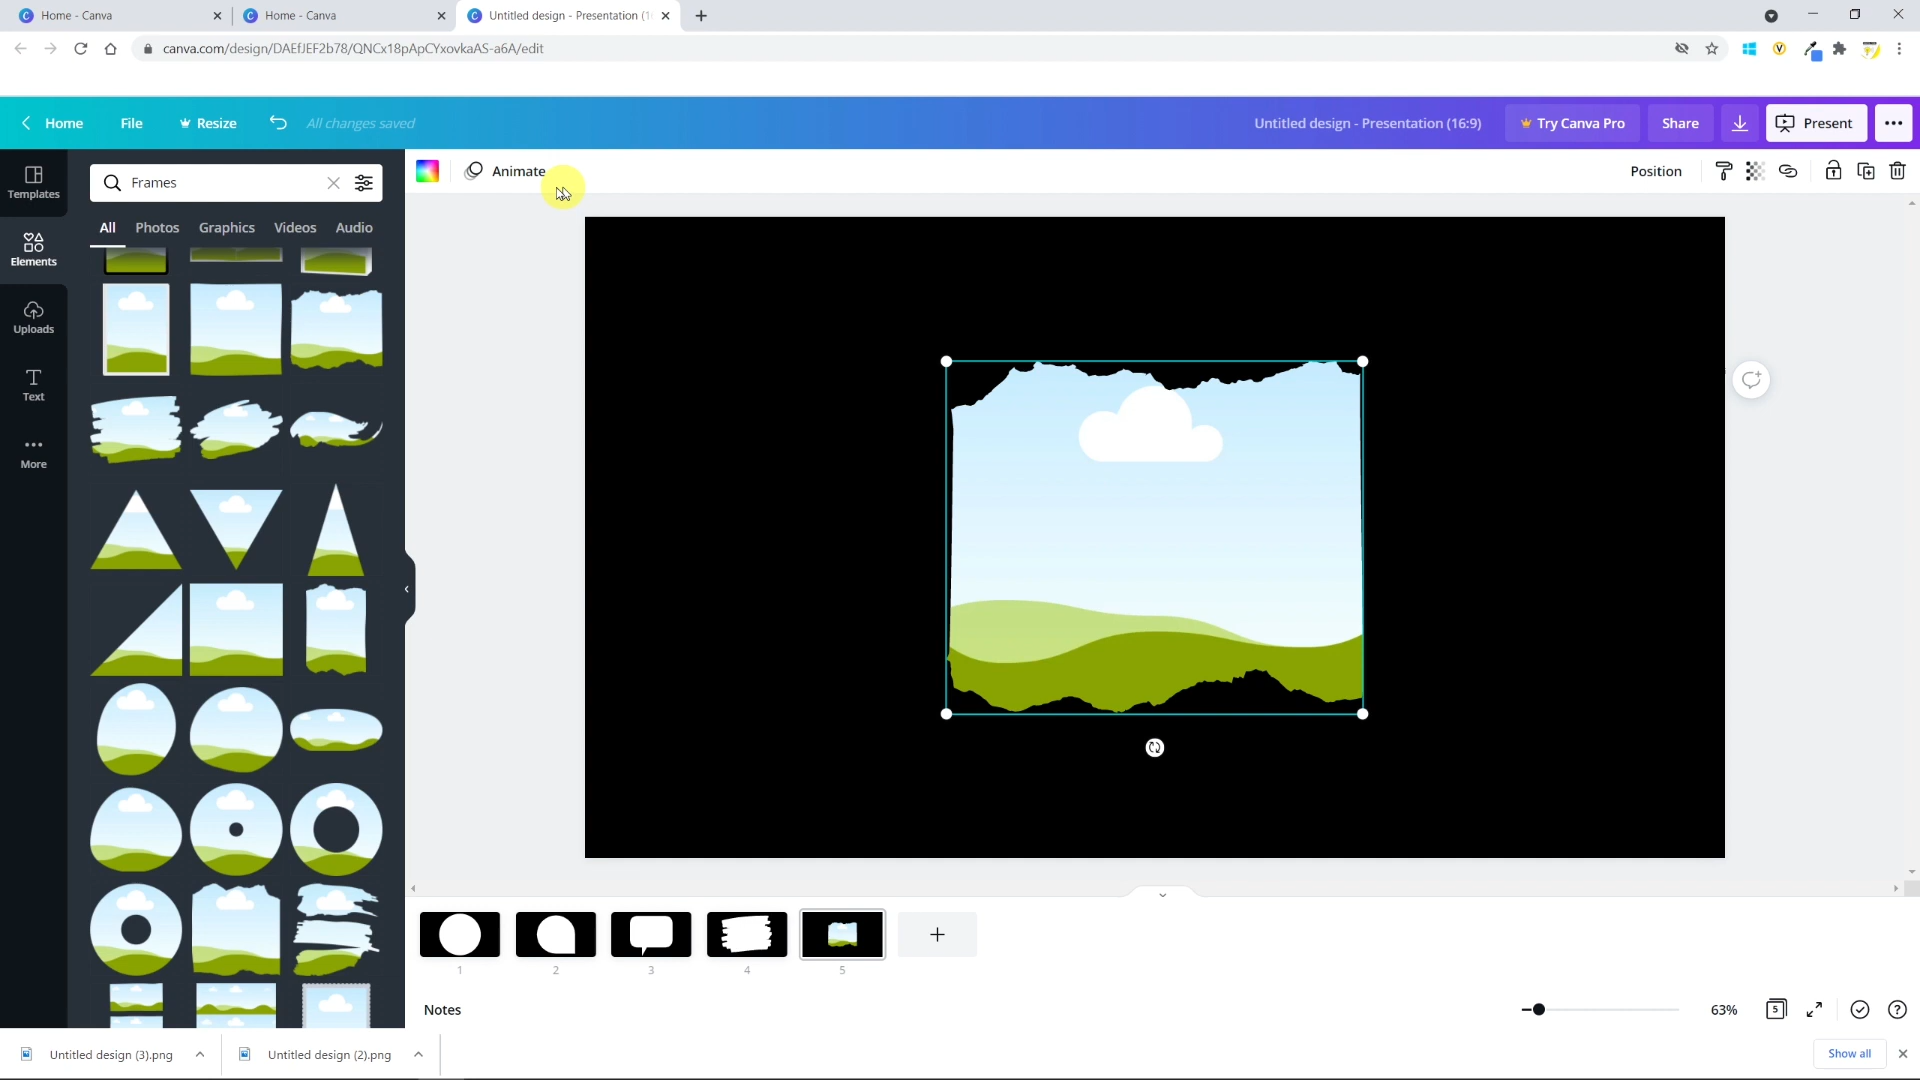 Home - Canva
Home - Canva
Untitled design - Presentation (1
canva.com/design/DAEfJEF2b78/QNCx18pApCYxovkaAS-a6A/edit
Home
File
Resize
All changes saved
Untitled design - Presentation (16:9)
Try Canva Pro
Share
Present
Templates
Elements
Uploads
Text
More
Frames
All
Photos
Graphics
Videos
Audio
Animate
Position
1
2
3
4
5
Notes
63%
5
Untitled design (3).png
Untitled design (2).png
Show all